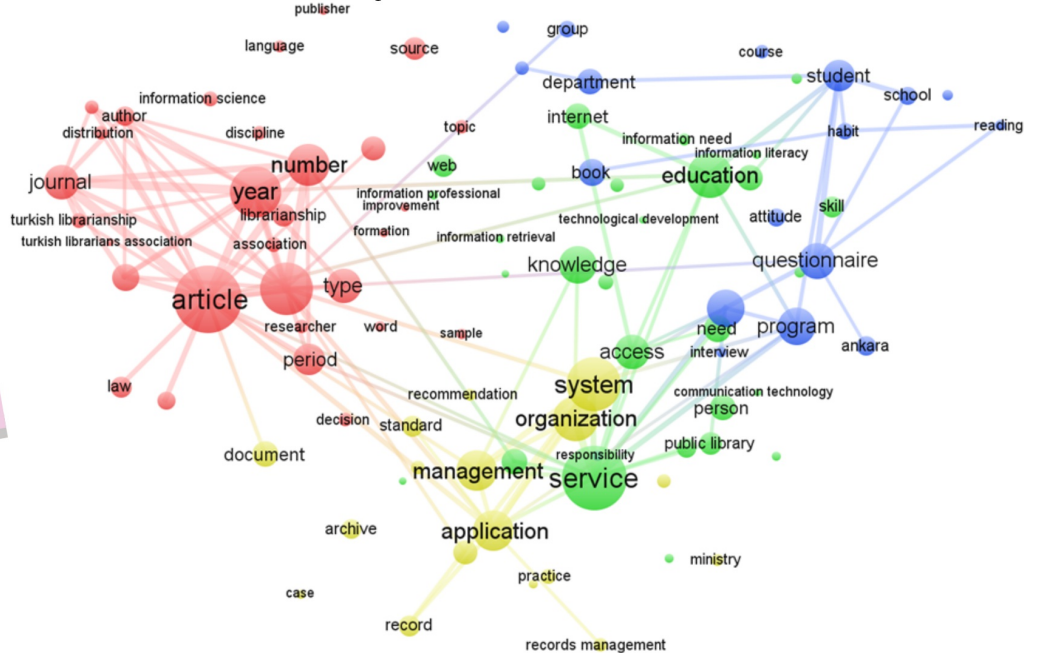 publisher
group
language
source
course
student
department
school
information science
author
internet
distribution
discipline
topic
habit
reading
information need
information literacy
number
web
book
education
journal
year
information professional
improvement
skill
librarianship
turkish librarianship
technological development
attitude
formation
information retrieval
turkish librarians association
association
knowledge
questionnaire
type
article
researcher
word
sample
need
program
period
access
interview
ankara
law
system
recommendation
communication technology
person
decision
standard
organization
public library
document
responsibility
management
service
archive
application
ministry
practice
case
record
records management